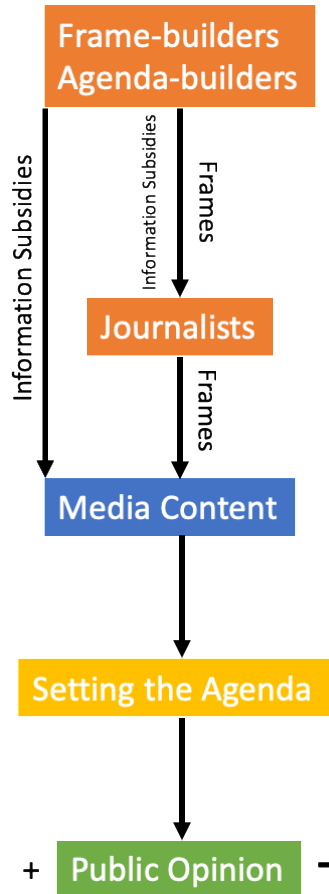 Frame-builders
Agenda-builders
Information Subsidies
Information Subsidies
Frames
Journalists
Frames
Media Content
Setting the Agenda
+ Public Opinion -